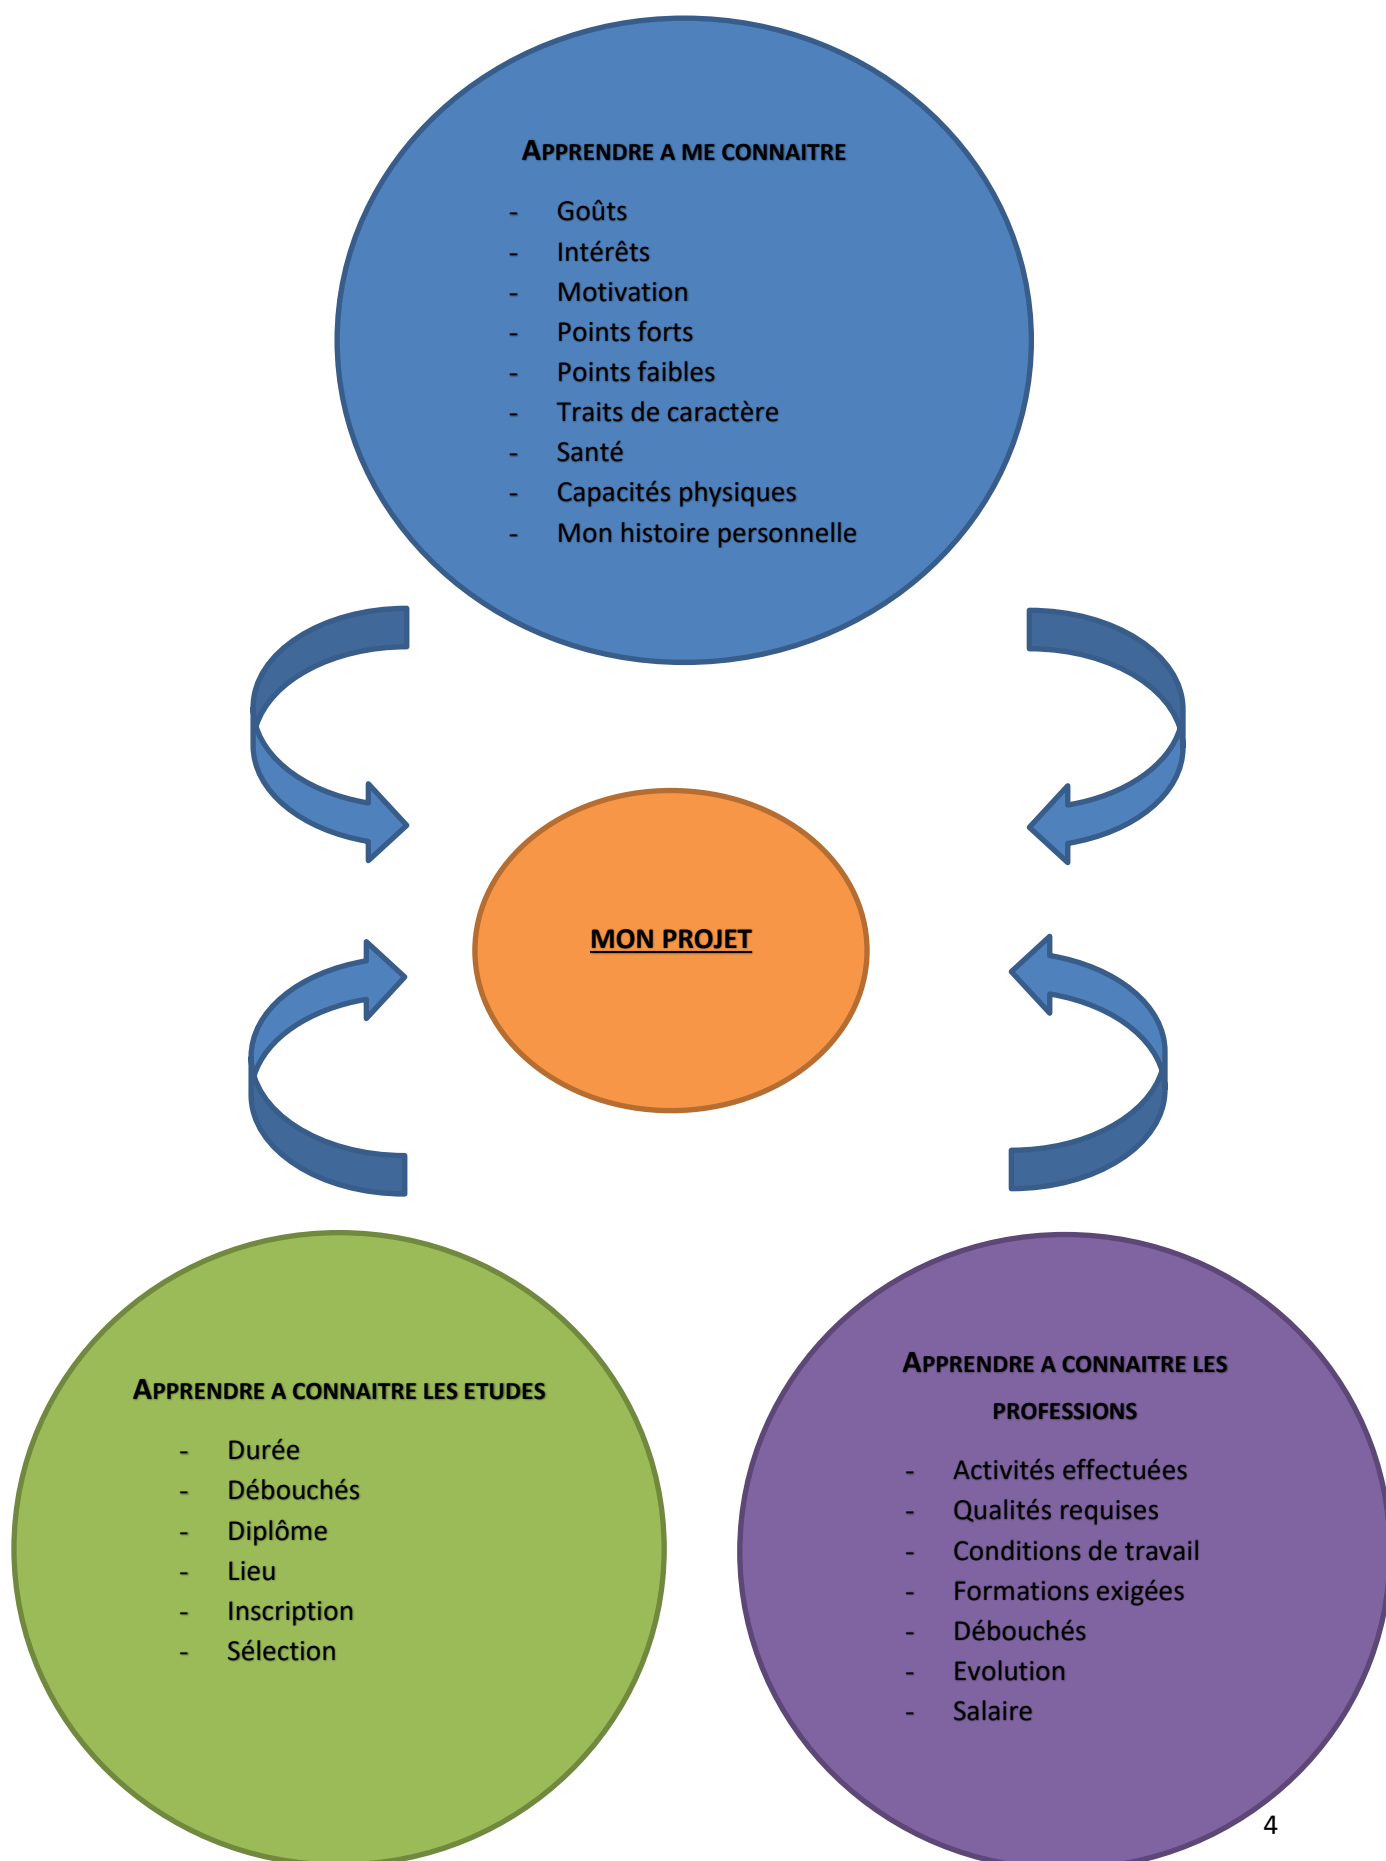 APPRENDRE A ME CONNAITRE
- Goûts
- Intérêts
- Motivation
- Points forts
- Points faibles
- Traits de caractère
- Santé
- Capacités physiques
- Mon histoire personnelle
MON PROJET
APPRENDRE A CONNAITRE LES ETUDES
- Durée
- Débouchés
- Diplôme
- Lieu
- Inscription
- Sélection
APPRENDRE A CONNAITRE LES
PROFESSIONS
- Activités effectuées
- Qualités requises
- Conditions de travail
- Formations exigées
- Débouchés
- Evolution
- Salaire
4